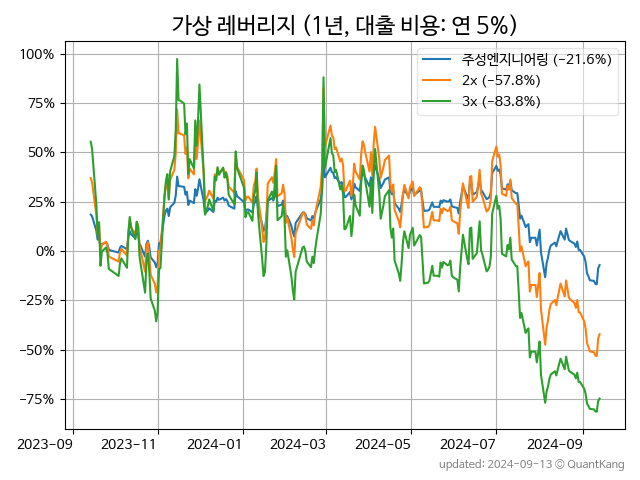 가상 레버리지 (1년, 대출 비용: 연 5%)
주성엔지니어링 (−21.6%)
2x (−57.8%)
3x (−83.8%)
100%
75%
50%
25%
0%
−25%
−50%
−75%
2023-09 2023-11 2024-01 2024-03 2024-05 2024-07 2024-09
updated: 2024-09-13 © QuantKang